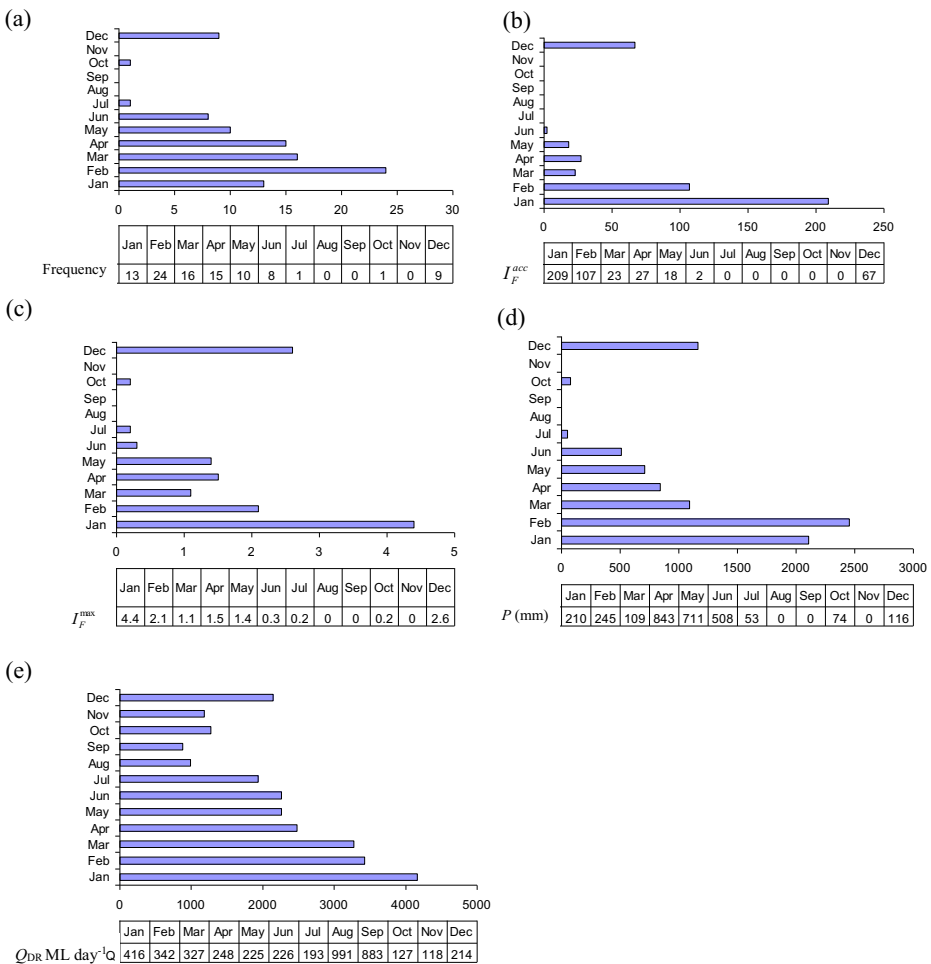 (a)
Dec
Nov
Oct
Sep
Aug
Jul
Jun
May
Apr
Mar
Feb
Jan
0 5 10 15 20 25 30
Jan Feb Mar Apr May Jun Jul Aug Sep Oct Nov Dec
Frequency 13 24 16 15 10 8 1 0 0 1 0 9
(b)
Dec
Nov
Oct
Sep
Aug
Jul
Jun
May
Apr
Mar
Feb
Jan
0 50 100 150 200 250
Jan Feb Mar Apr May Jun Jul Aug Sep Oct Nov Dec
I_F^acc 209 107 23 27 18 2 0 0 0 0 0 67
(c)
Dec
Nov
Oct
Sep
Aug
Jul
Jun
May
Apr
Mar
Feb
Jan
0 1 2 3 4 5
Jan Feb Mar Apr May Jun Jul Aug Sep Oct Nov Dec
I_F^max 4.4 2.1 1.1 1.5 1.4 0.3 0.2 0 0 0.2 0 2.6
(d)
Dec
Nov
Oct
Sep
Aug
Jul
Jun
May
Apr
Mar
Feb
Jan
0 500 1000 1500 2000 2500 3000
Jan Feb Mar Apr May Jun Jul Aug Sep Oct Nov Dec
P (mm) 210 245 109 843 711 508 53 0 0 74 0 116
(e)
Dec
Nov
Oct
Sep
Aug
Jul
Jun
May
Apr
Mar
Feb
Jan
0 1000 2000 3000 4000 5000
Jan Feb Mar Apr May Jun Jul Aug Sep Oct Nov Dec
Q_DR ML day^-1 Q 416 342 327 248 225 226 193 991 883 127 118 214